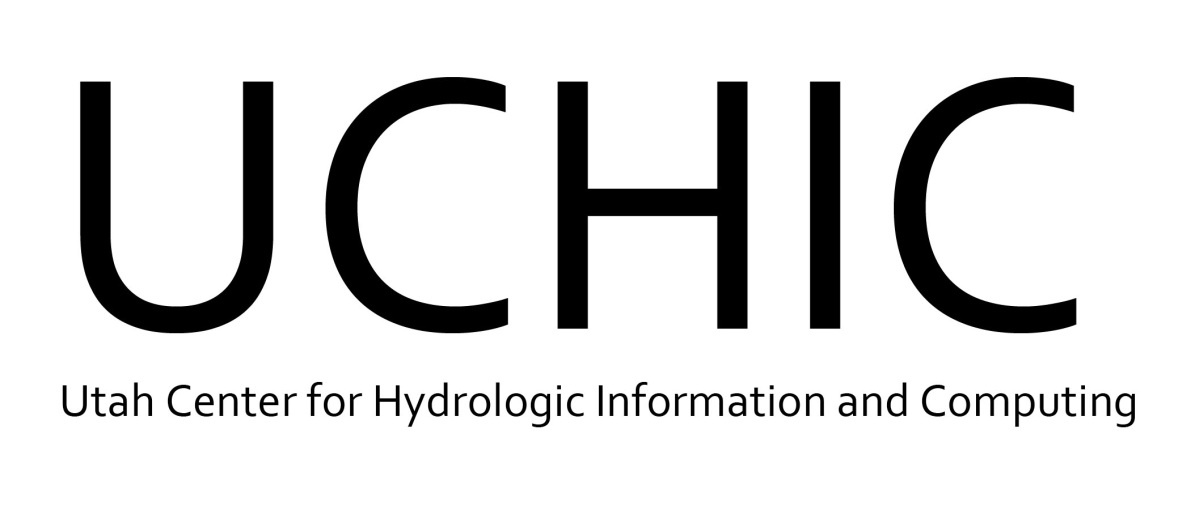 UCHIC
Utah Center for Hydrologic Information and Computing